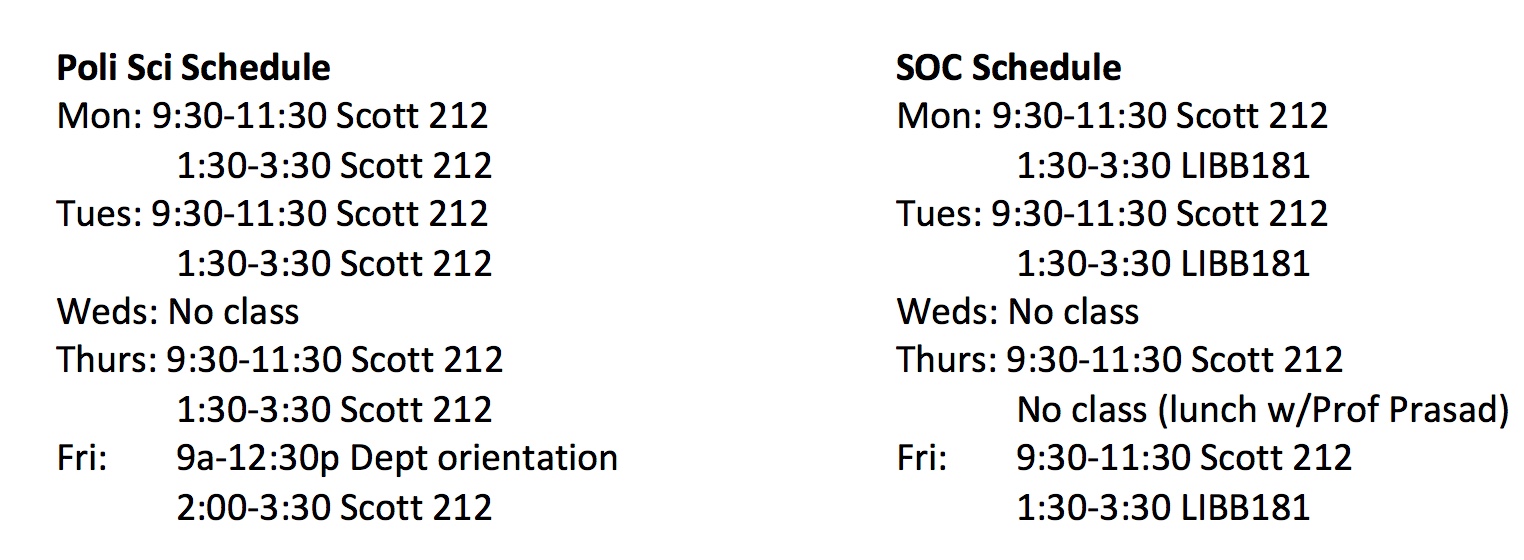 Poli Sci Schedule
Mon: 9:30-11:30 Scott 212
1:30-3:30 Scott 212
Tues: 9:30-11:30 Scott 212
1:30-3:30 Scott 212
Weds: No class
Thurs: 9:30-11:30 Scott 212
1:30-3:30 Scott 212
Fri: 9a-12:30p Dept orientation
2:00-3:30 Scott 212
SOC Schedule
Mon: 9:30-11:30 Scott 212
1:30-3:30 LIBB181
Tues: 9:30-11:30 Scott 212
1:30-3:30 LIBB181
Weds: No class
Thurs: 9:30-11:30 Scott 212
No class (lunch w/Prof Prasad)
Fri: 9:30-11:30 Scott 212
1:30-3:30 LIBB181